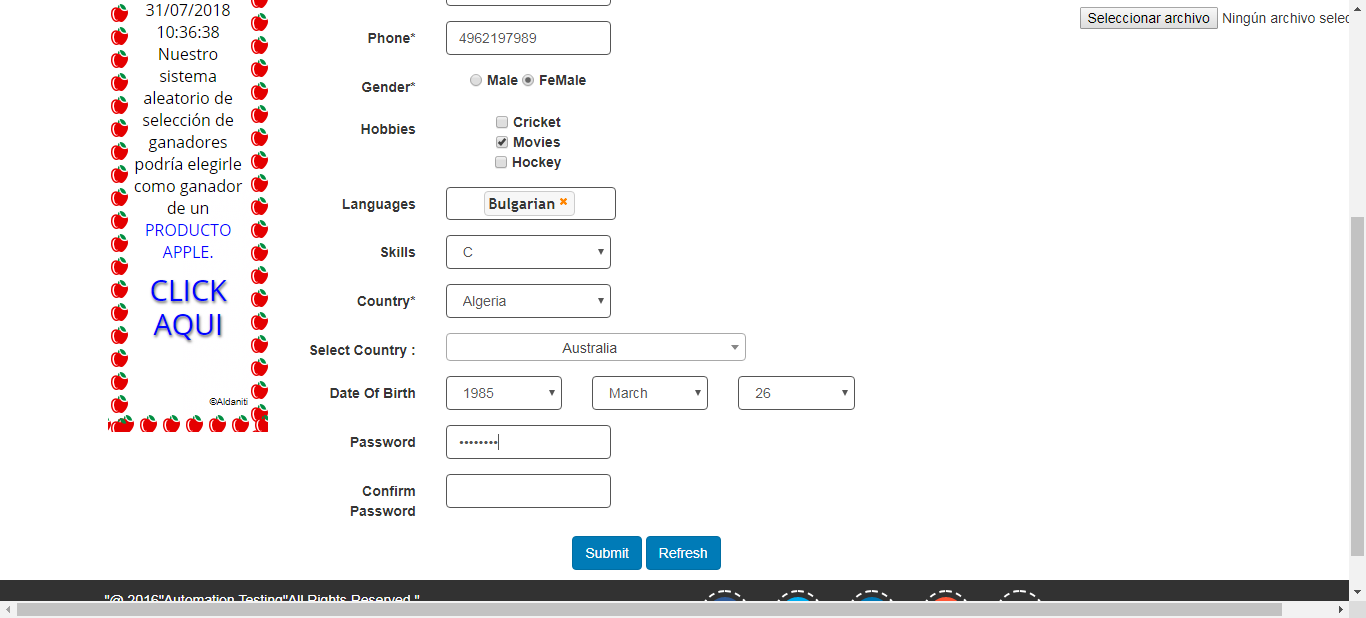 31/07/2018
10:36:38
Nuestro
sistema
aleatorio de
selección de
ganadores
podría elegirle
como ganador
de un
PRODUCTO
APPLE.
CLICK
AQUI
©Aldaniti
Seleccionar archivo Ningún archivo selec
Phone* 4962197989
Gender* Male FeMale
Hobbies Cricket
Movies
Hockey
Languages Bulgarian ×
Skills C
Country* Algeria
Select Country : Australia
Date Of Birth 1985 March 26
Password ••••••••
Confirm
Password
Submit Refresh
"@ 2016"Automation Testing"All Rights Reserved."